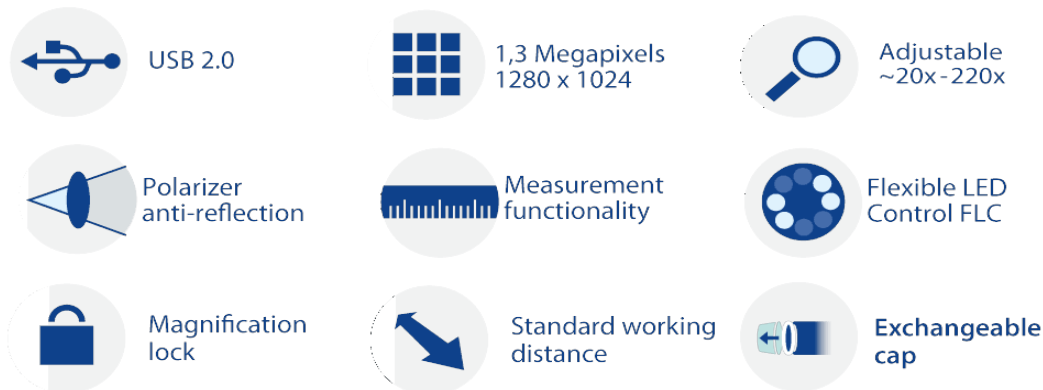 USB 2.0
1,3 Megapixels
1280 x 1024
Adjustable
~20x-220x
Polarizer
anti-reflection
Measurement
functionality
Flexible LED
Control FLC
Magnification
lock
Standard working
distance
Exchangeable
cap